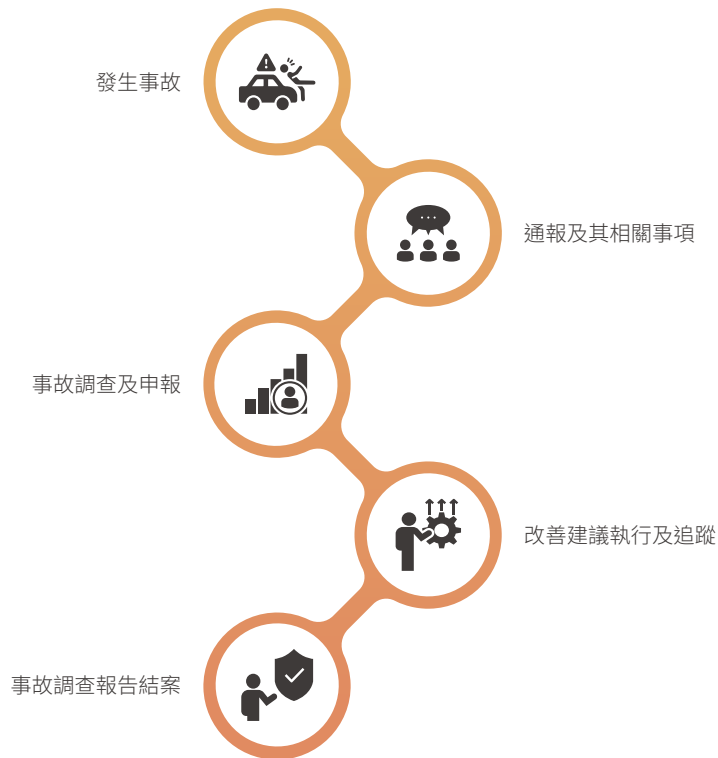 發生事故
通報及其相關事項
事故調查及申報
改善建議執行及追蹤
事故調查報告結案